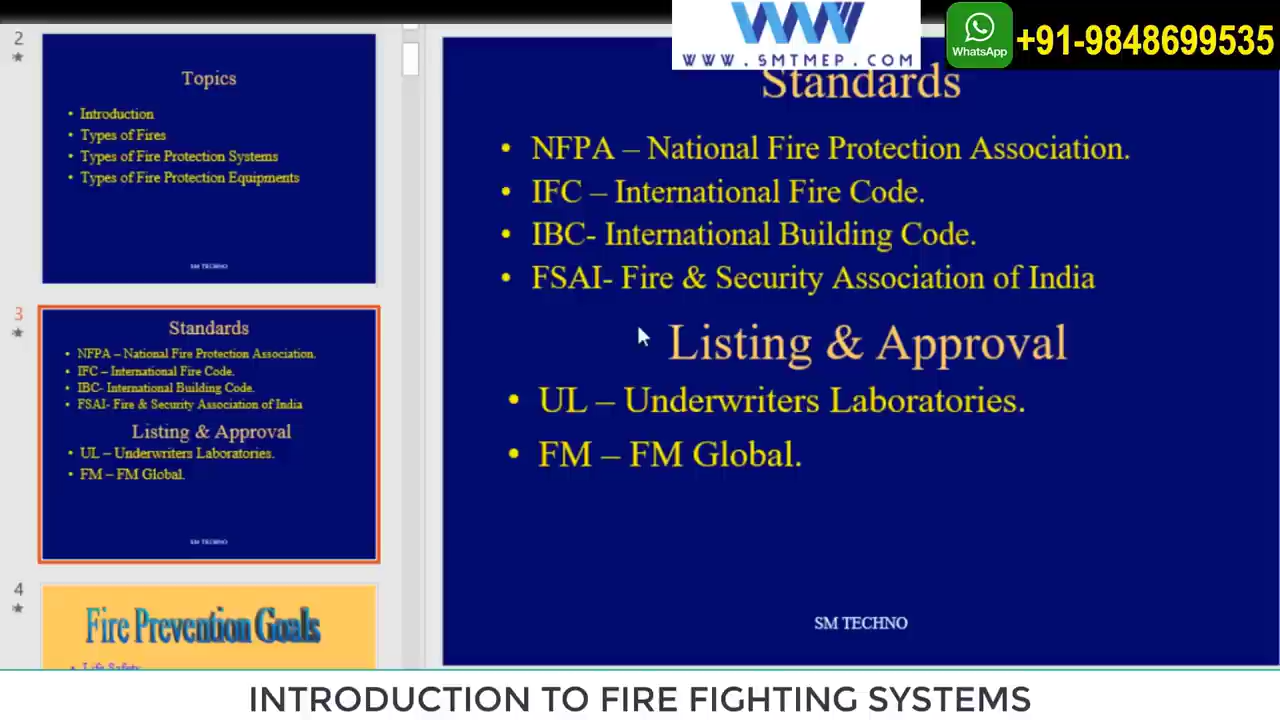 WWW.SMTMEP.COM
WhatsApp
+91-9848699535
2
Topics
• Introduction
• Types of Fires
• Types of Fire Protection Systems
• Types of Fire Protection Equipments
SM TECHNO
3
Standards
• NFPA – National Fire Protection Association.
• IFC – International Fire Code.
• IBC- International Building Code.
• FSAI- Fire & Security Association of India
Listing & Approval
• UL – Underwriters Laboratories.
• FM – FM Global.
SM TECHNO
4
Fire Prevention Goals
• Life Safety
Standards
• NFPA – National Fire Protection Association.
• IFC – International Fire Code.
• IBC- International Building Code.
• FSAI- Fire & Security Association of India
Listing & Approval
• UL – Underwriters Laboratories.
• FM – FM Global.
SM TECHNO
INTRODUCTION TO FIRE FIGHTING SYSTEMS